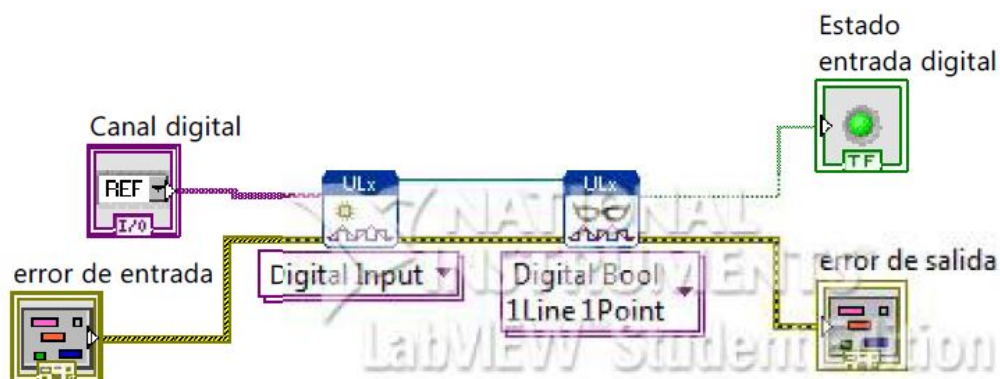 Estado
entrada digital
TF
Canal digital
REF
I/O
ULx
ULx
error de entrada
Digital Input
Digital Bool
1Line 1Point
error de salida
NATIONAL
INSTRUMENTS
LabVIEW Student Edition